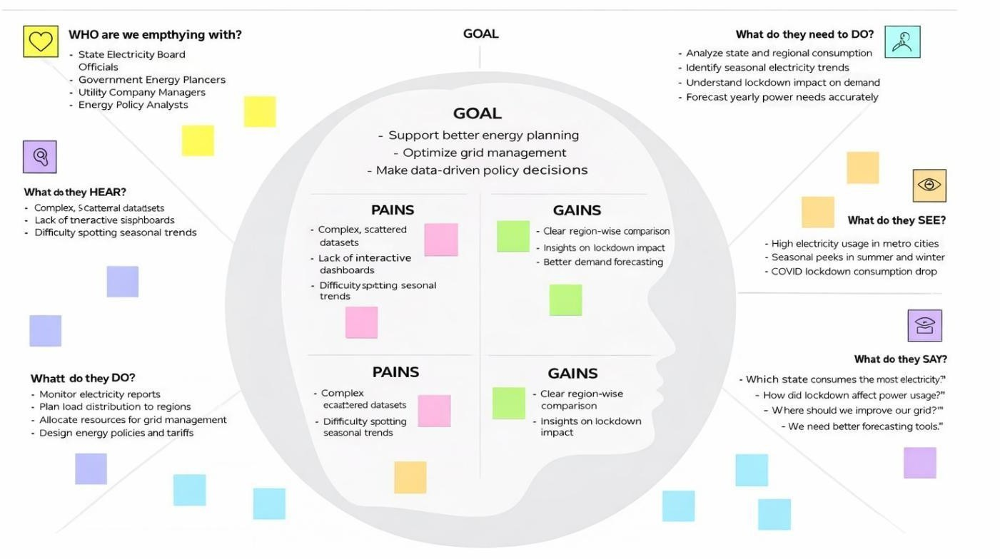 WHO are we empthying with?
- State Electricity Board
Officials
- Government Energy Plancers
- Utility Company Managers
- Energy Policy Analysts
What do they HEAR?
- Complex, Scatterral datadsets
- Lack of tneractive sisphboards
- Difficulty spotting seasonal trends
Whatt do they DO?
- Monitor electricity reports
- Plan load distribution to regions
- Allocate resources for grid management
- Design energy policies and tariffs
GOAL
GOAL
- Support better energy planning
- Optimize grid management
- Make data-driven policy decisions
PAINS
- Complex, scattered
datasets
- Lack of interactive
dashboards
- Difficulty spitting sesonal
trends
GAINS
- Clear region-wise comparison
- Insights on lockdown impact
- Better demand forecasting
PAINS
- Complex
ecattered datasets
- Difficulty spotting
seasonal trends
GAINS
- Clear region-wise
comparison
- Insights on lockdown
impact
What do they need to DO?
- Analyze state and regional consumption
- Identify seasonal electricity trends
- Understand lockdown impact on demand
- Forecast yearly power needs accurately
What do they SEE?
- High electricity usage in metro cities
- Seasonal peeks in summer and winter
- COVID lockdown consumption drop
What do they SAY?
- Which state consumes the most electricity?"
- How did lockdown affect power usage?"
- Where should we improve our grid?""
- We need better forecasting tools."